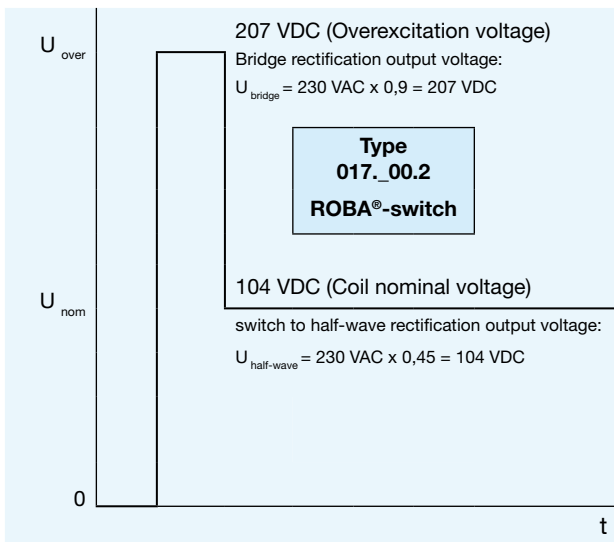 U over
207 VDC (Overexcitation voltage)
Bridge rectification output voltage:
U bridge = 230 VAC x 0,9 = 207 VDC
Type
017._00.2
ROBA®-switch
U nom
104 VDC (Coil nominal voltage)
switch to half-wave rectification output voltage:
U half-wave = 230 VAC x 0,45 = 104 VDC
0
t